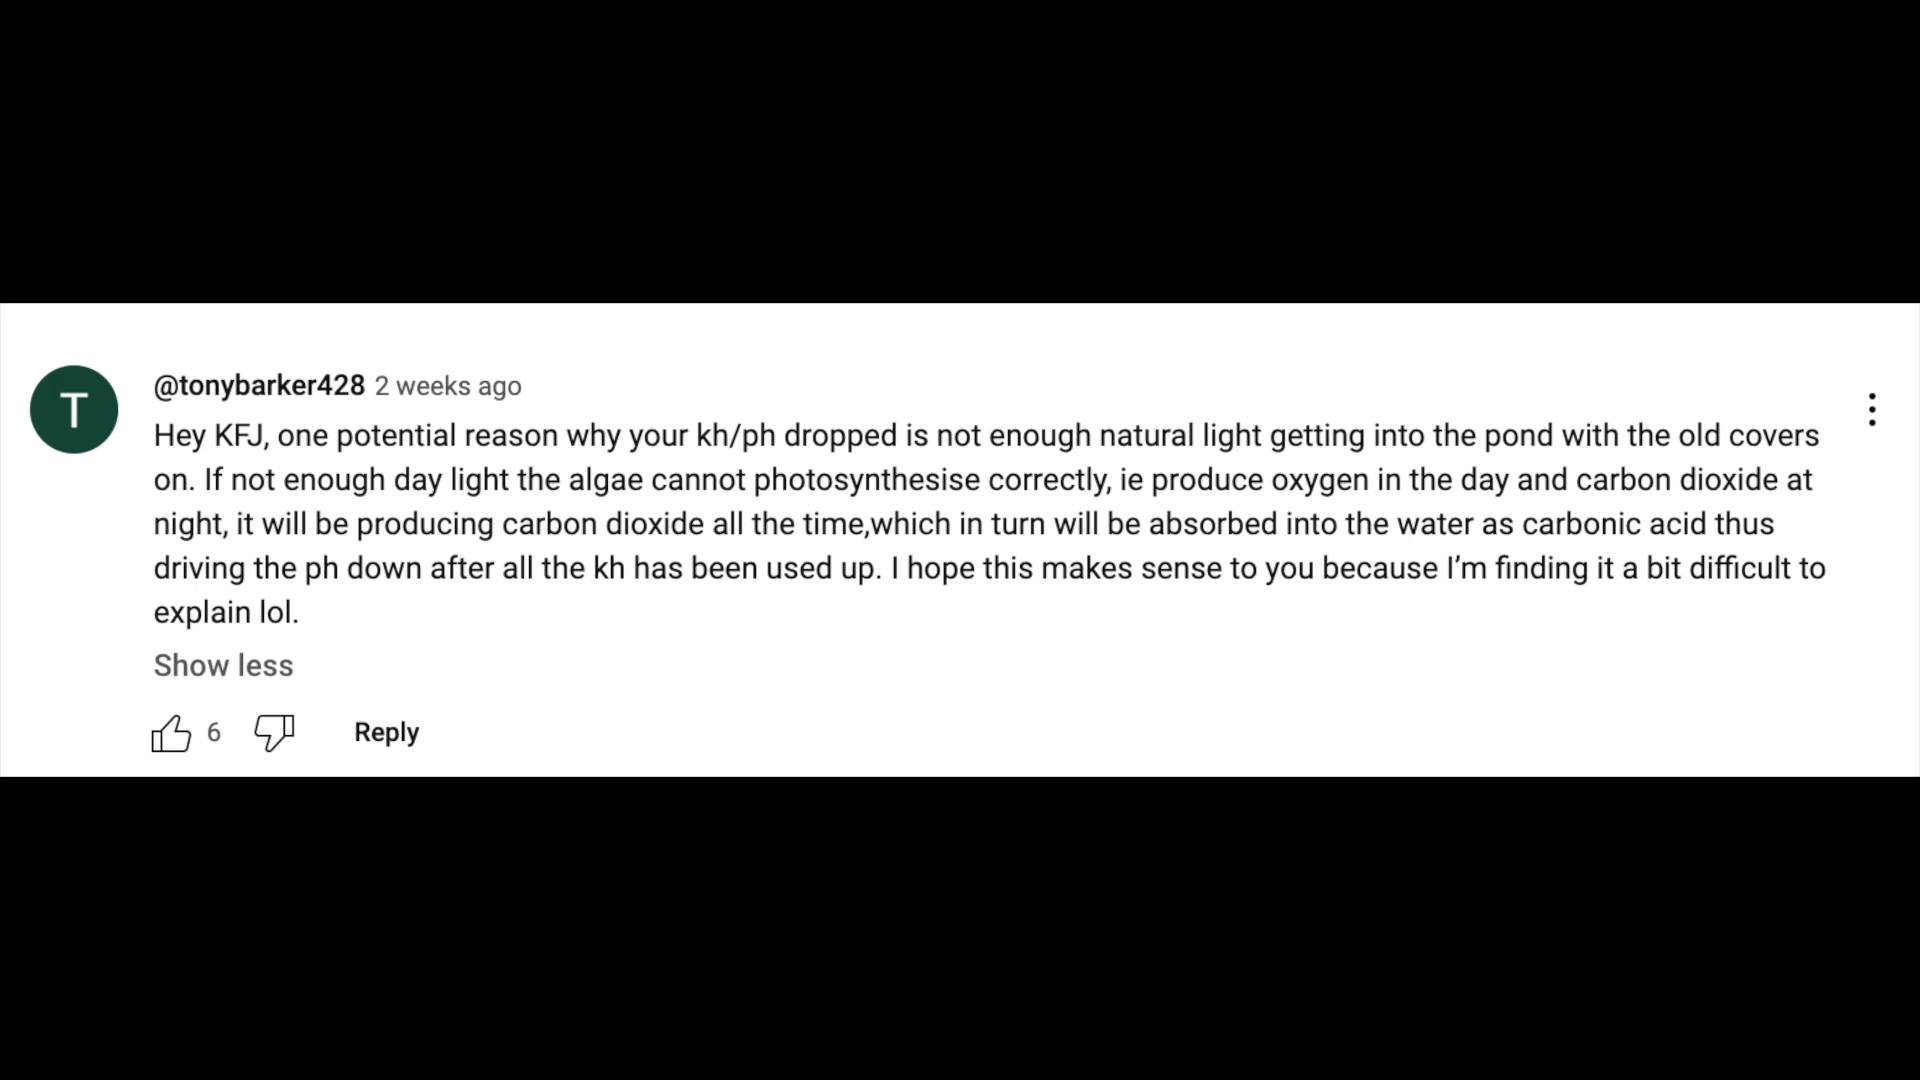 T
@tonybarker428 2 weeks ago
Hey KFJ, one potential reason why your kh/ph dropped is not enough natural light getting into the pond with the old covers
on. If not enough day light the algae cannot photosynthesise correctly, ie produce oxygen in the day and carbon dioxide at
night, it will be producing carbon dioxide all the time,which in turn will be absorbed into the water as carbonic acid thus
driving the ph down after all the kh has been used up. I hope this makes sense to you because I’m finding it a bit difficult to
explain lol.
Show less
6 Reply